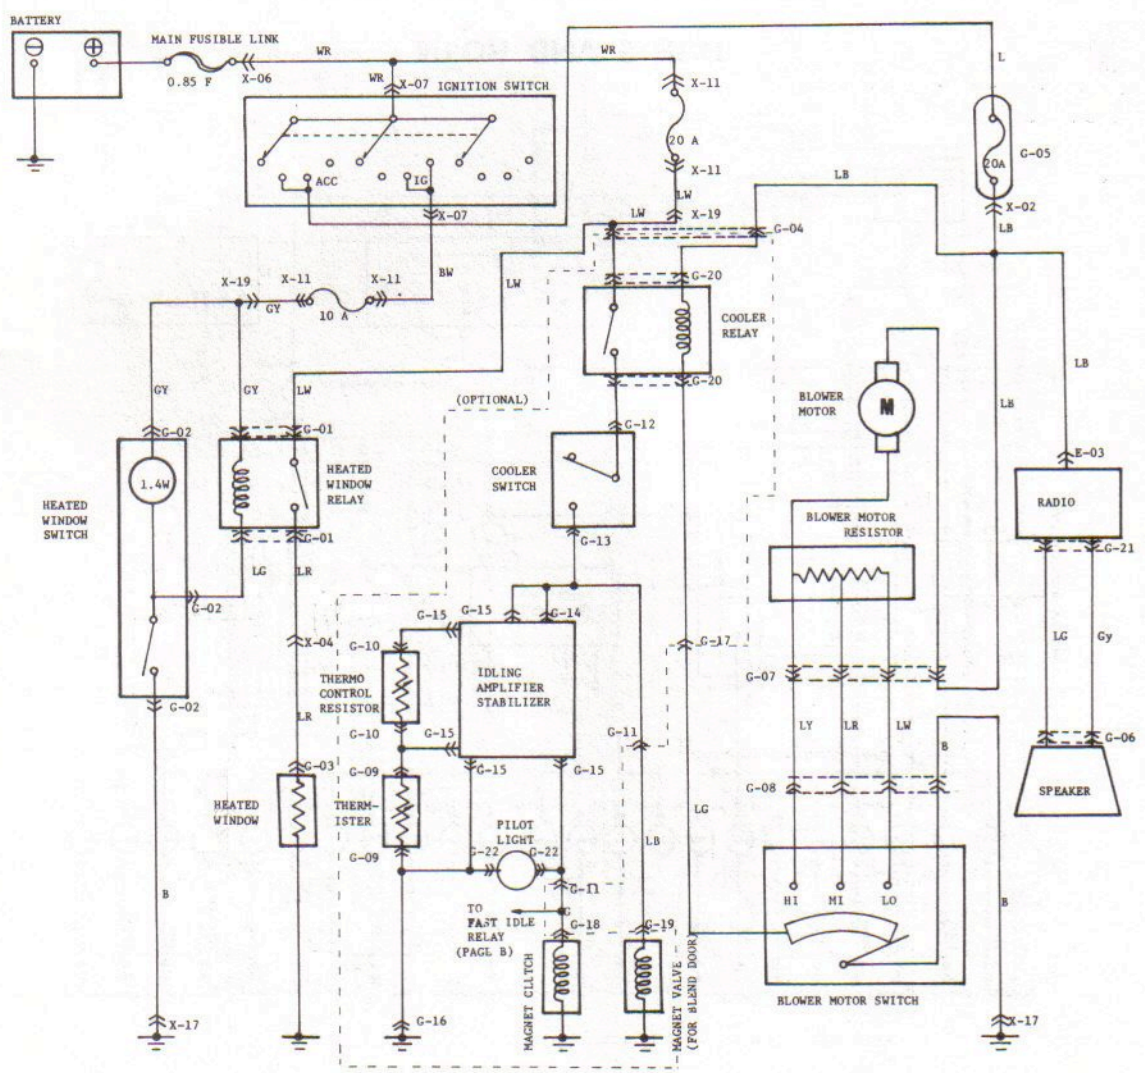 BATTERY
MAIN FUSIBLE LINK
0.85 F
X-06
WR
WR
WR
X-07
IGNITION SWITCH
X-11
20 A
X-11
L
20A
G-05
X-02
LB
ACC
IG
X-07
LW
X-19
LW
G-04
LB
BW
LW
X-19
X-11
X-11
GY
10 A
G-20
COOLER
RELAY
G-20
GY
GY
LW
(OPTIONAL)
BLOWER
MOTOR
M
LB
LB
G-02
G-01
G-12
E-03
1.4W
HEATED
WINDOW
RELAY
HEATED
WINDOW
SWITCH
COOLER
SWITCH
RADIO
BLOWER MOTOR
RESISTOR
G-01
G-13
G-21
LG
LR
G-02
G-15
G-15
G-14
X-04
G-10
G-17
LG
Gy
IDLING
AMPLIFIER
STABILIZER
THERMO
CONTROL
RESISTOR
G-07
G-02
LR
G-10
G-15
G-11
LY
LR
LW
B
G-06
G-03
G-09
G-15
G-15
G-08
SPEAKER
HEATED
WINDOW
THERM-
ISTER
LG
PILOT
LIGHT
G-09
G-22
G-22
LB
G-11
B
HI
MI
LO
B
TO
FAST IDLE
RELAY
(PAGE B)
G
G-18
G-19
MAGNET CLUTCH
MAGNET VALVE
(FOR BLEND DOOR)
BLOWER MOTOR SWITCH
X-17
G-16
X-17